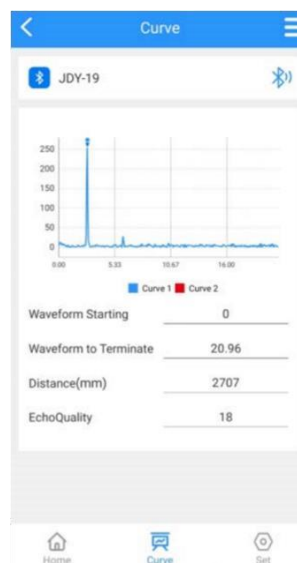 Curve
JDY-19
250
200
150
100
50
0
0.00 5.33 10.67 16.00
Curve 1 Curve 2
Waveform Starting 0
Waveform to Terminate 20.96
Distance(mm) 2707
EchoQuality 18
Home Curve Set